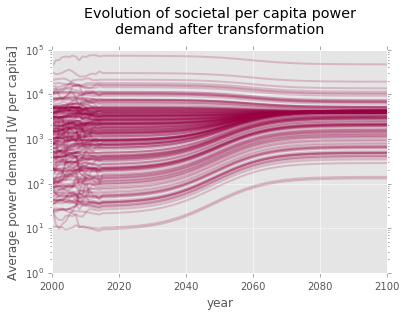 Evolution of societal per capita power
demand after transformation
Average power demand [W per capita]
10^5
10^4
10^3
10^2
10^1
10^0
2000 2020 2040 2060 2080 2100
year